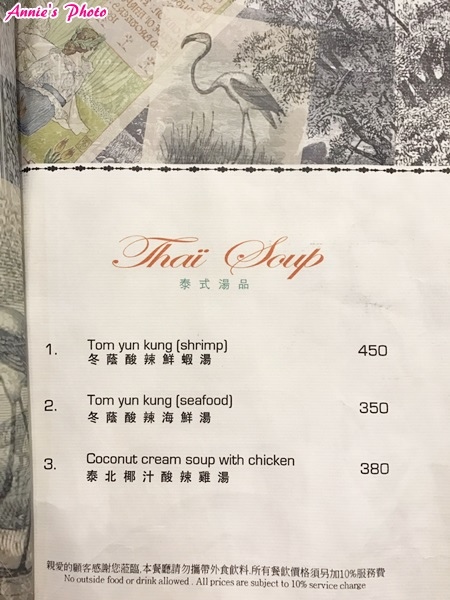 Annie's Photo
Thaï Soup
泰式湯品
1. Tom yun kung (shrimp) 450
冬蔭酸辣鮮蝦湯
2. Tom yun kung (seafood) 350
冬蔭酸辣海鮮湯
3. Coconut cream soup with chicken 380
泰北椰汁酸辣雞湯
親愛的顧客感謝您蒞臨,本餐廳請勿攜帶外食飲料,所有餐飲價格須另加10%服務費
No outside food or drink allowed . All prices are subject to 10% service charge